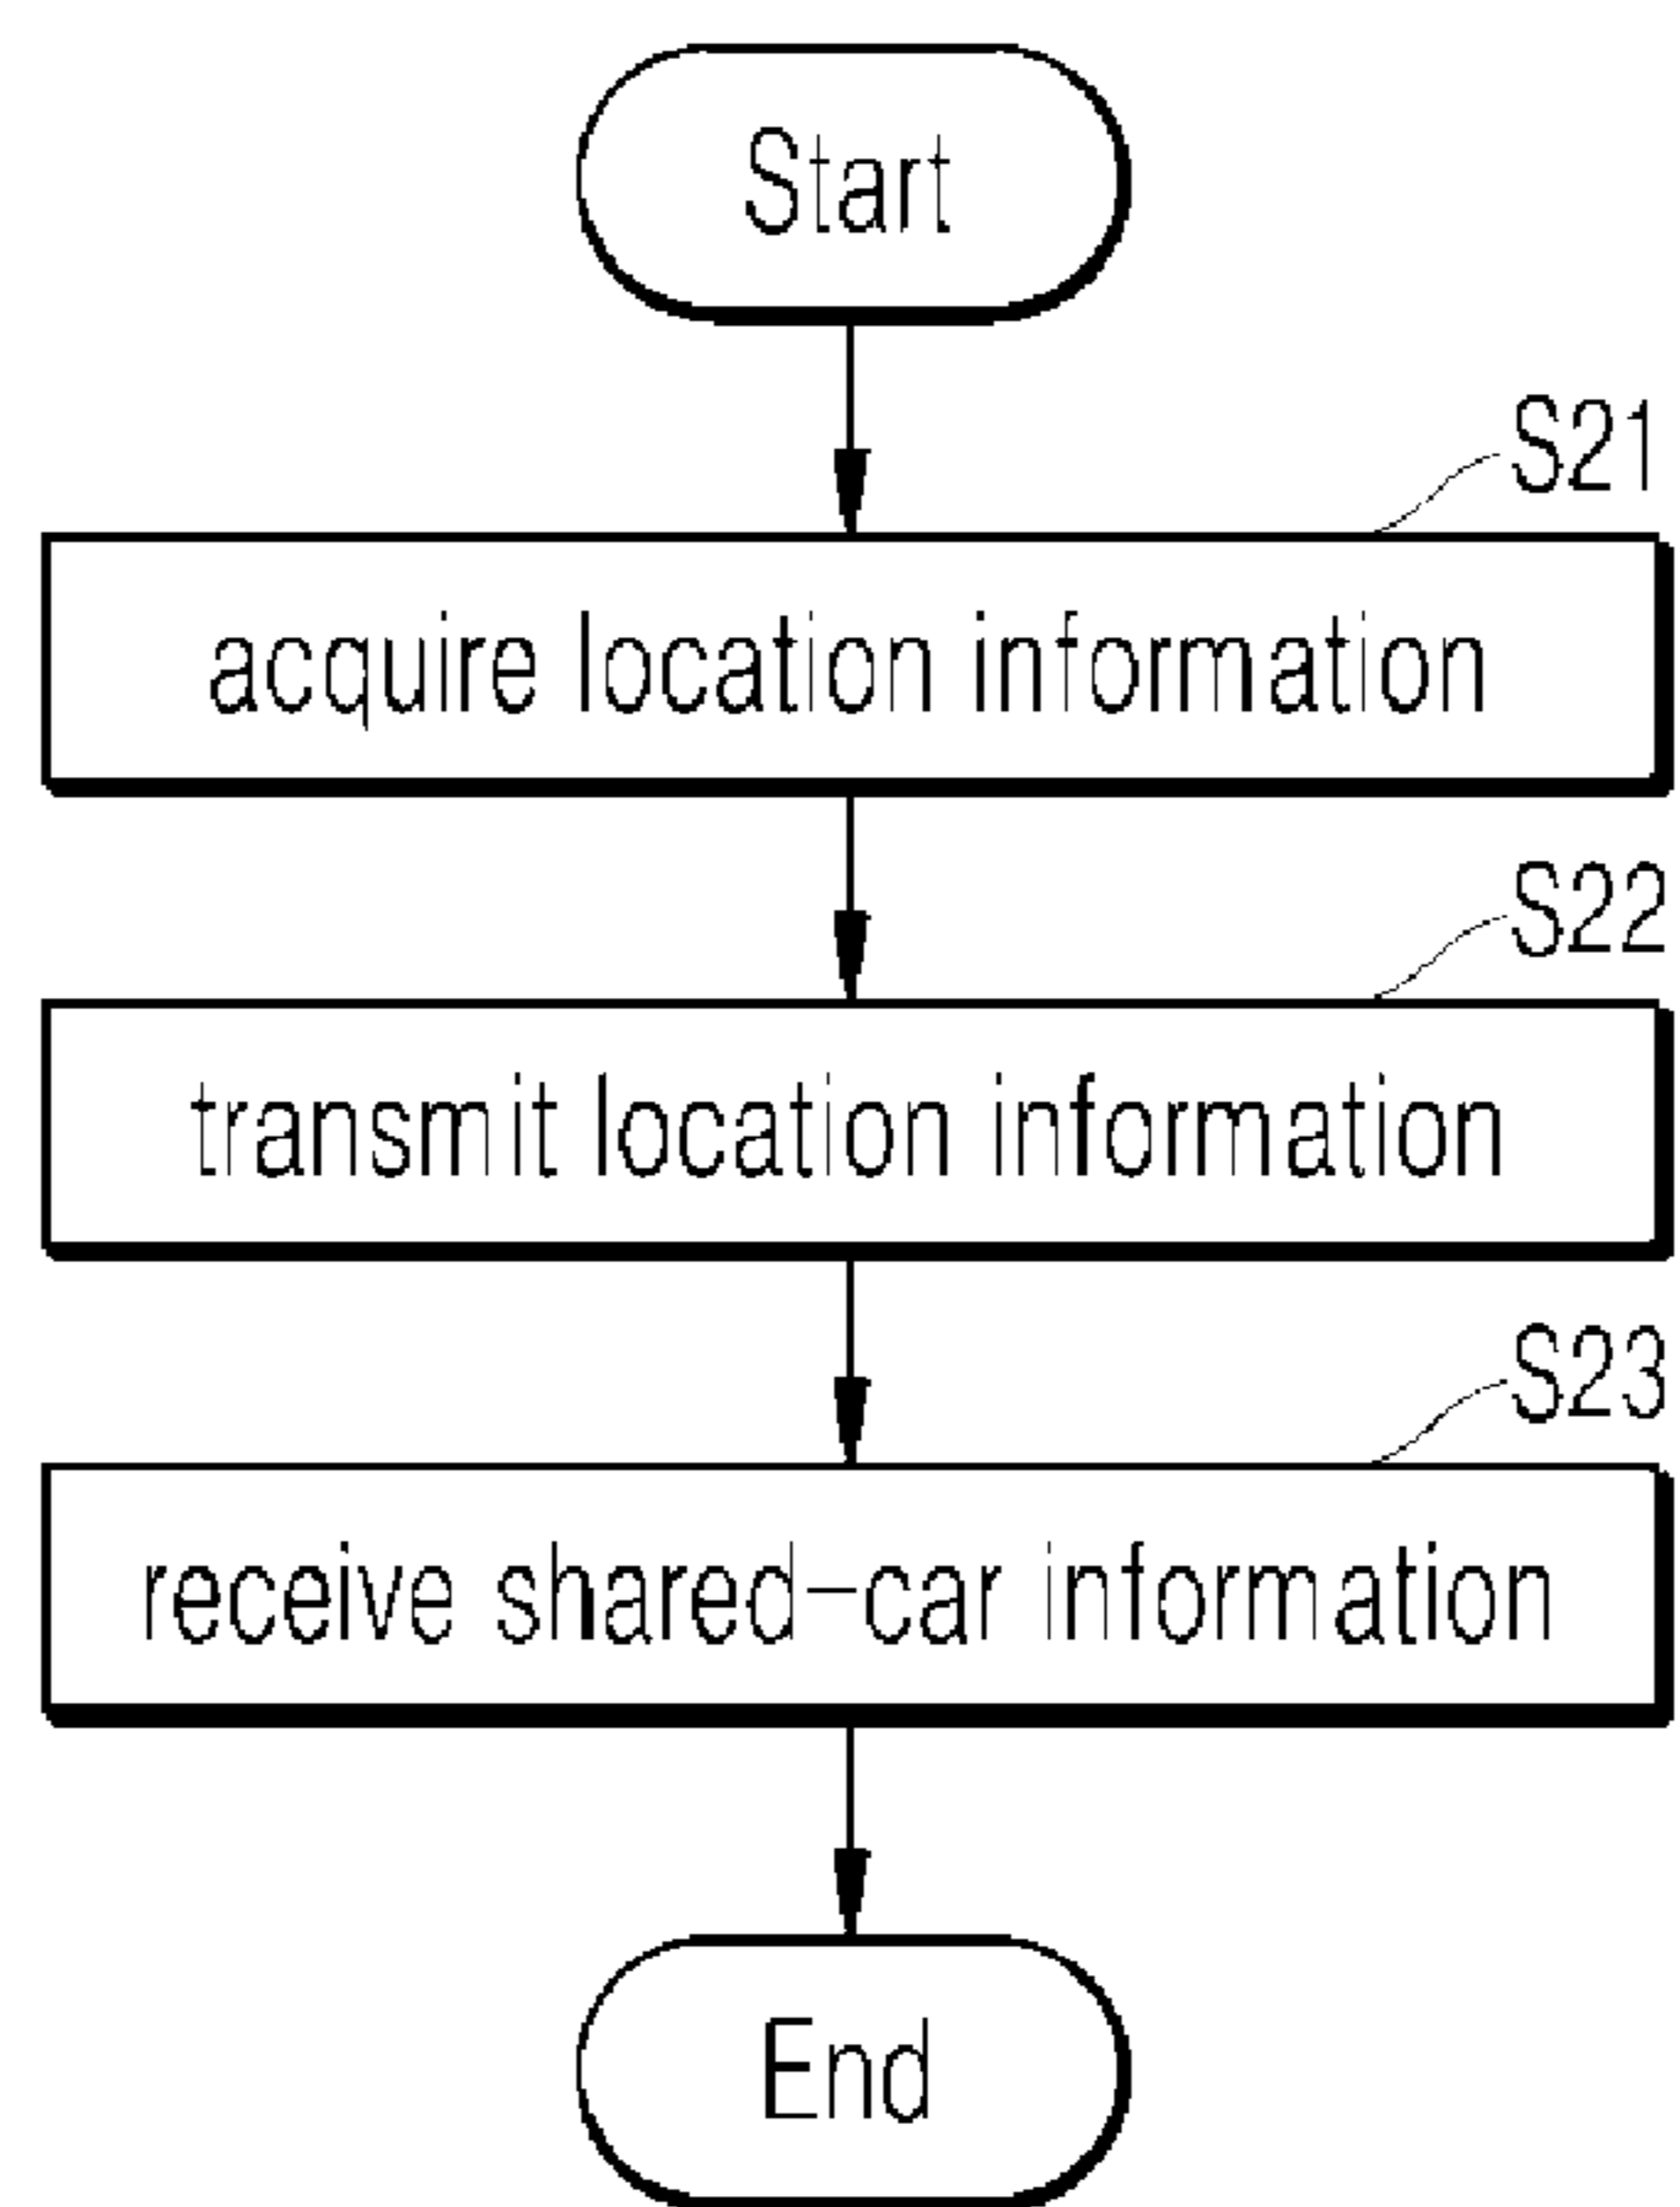 Start
S21
acquire location information
S22
transmit location information
S23
receive shared-car information
End